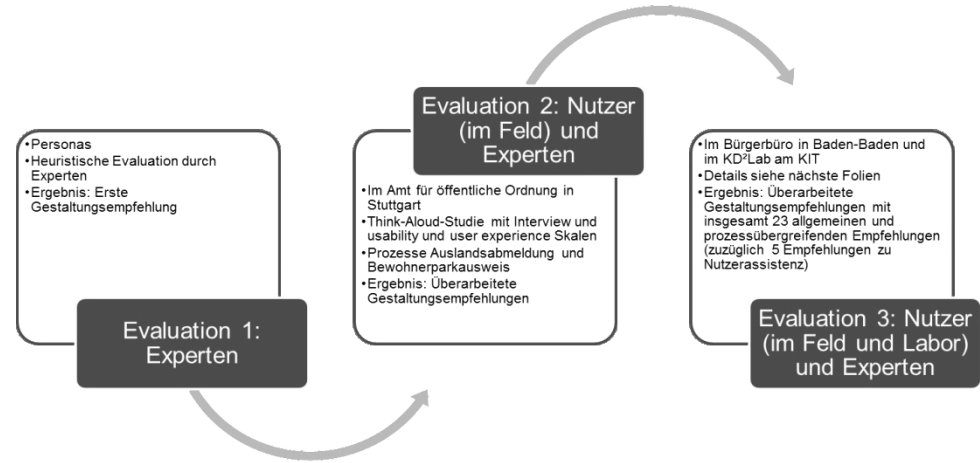 •Personas
•Heuristische Evaluation durch
Experten
•Ergebnis: Erste
Gestaltungsempfehlung
Evaluation 1:
Experten
Evaluation 2: Nutzer
(im Feld) und
Experten
•Im Amt für öffentliche Ordnung in
Stuttgart
•Think-Aloud-Studie mit Interview und
usability und user experience Skalen
•Prozesse Auslandsabmeldung und
Bewohnerparkausweis
•Ergebnis: Überarbeitete
Gestaltungsempfehlungen
•Im Bürgerbüro in Baden-Baden und
im KD²Lab am KIT
•Details siehe nächste Folien
•Ergebnis: Überarbeitete
Gestaltungsempfehlungen mit
insgesamt 23 allgemeinen und
prozessübergreifenden Empfehlungen
(zuzüglich 5 Empfehlungen zu
Nutzerassistenz)
Evaluation 3: Nutzer
(im Feld und Labor)
und Experten